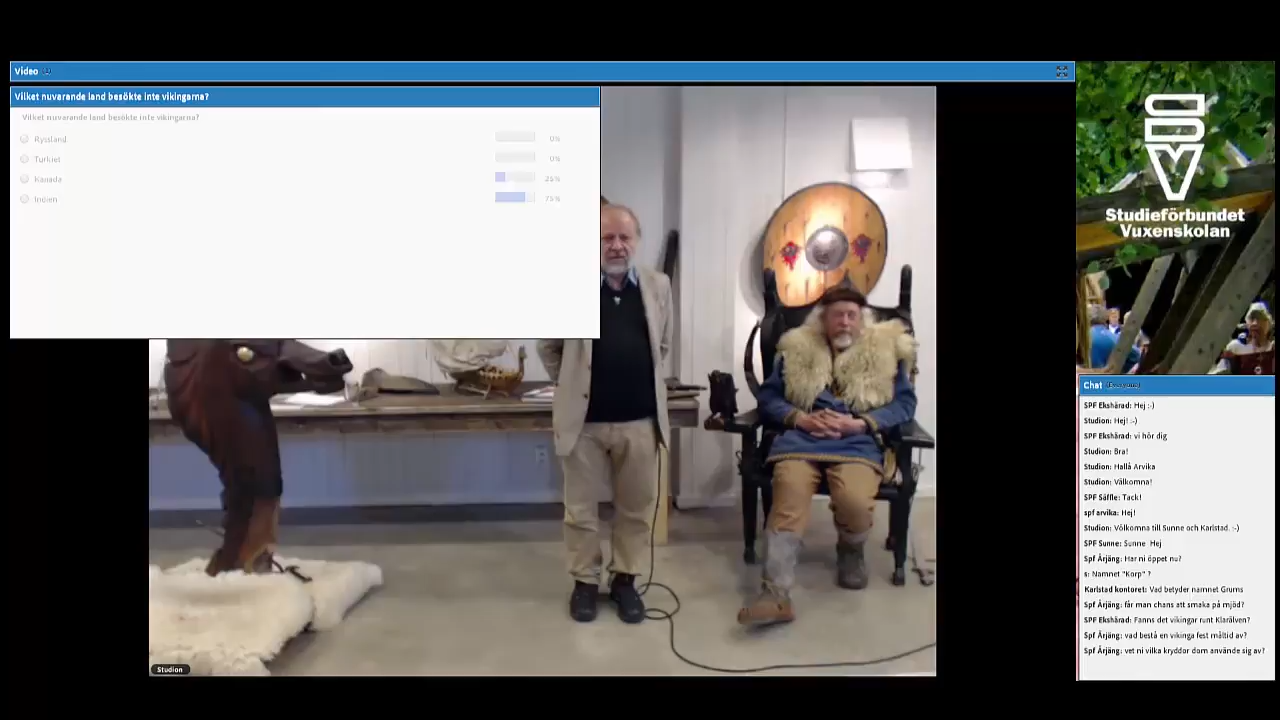 Video
Vilket nuvarande land besökte inte vikingarna?
Vilket nuvarande land besökte inte vikingarna?
Ryssland 0%
Turkiet 0%
Kanada 25%
Indien 75%
Studion
SV
Studieförbundet
Vuxenskolan
Chat (Everyone)
SPF Ekshärad: Hej :-)
Studion: Hej! :-)
SPF Ekshärad: vi hör dig
Studion: Bra!
Studion: Hallå Arvika
Studion: Välkomna!
SPF Säffle: Tack!
spf arvika: Hej!
Studion: Völkomna till Sunne och Karlstad. :-)
SPF Sunne: Sunne Hej
Spf Årjäng: Har ni öppet nu?
s: Namnet "Korp" ?
Karlstad kontoret: Vad betyder namnet Grums
Spf Årjäng: får man chans att smaka på mjöd?
SPF Ekshärad: Fanns det vikingar runt Klarälven?
Spf Årjäng: vad bestå en vikinga fest måltid av?
Spf Årjäng: vet ni vilka kryddor dom använde sig av?